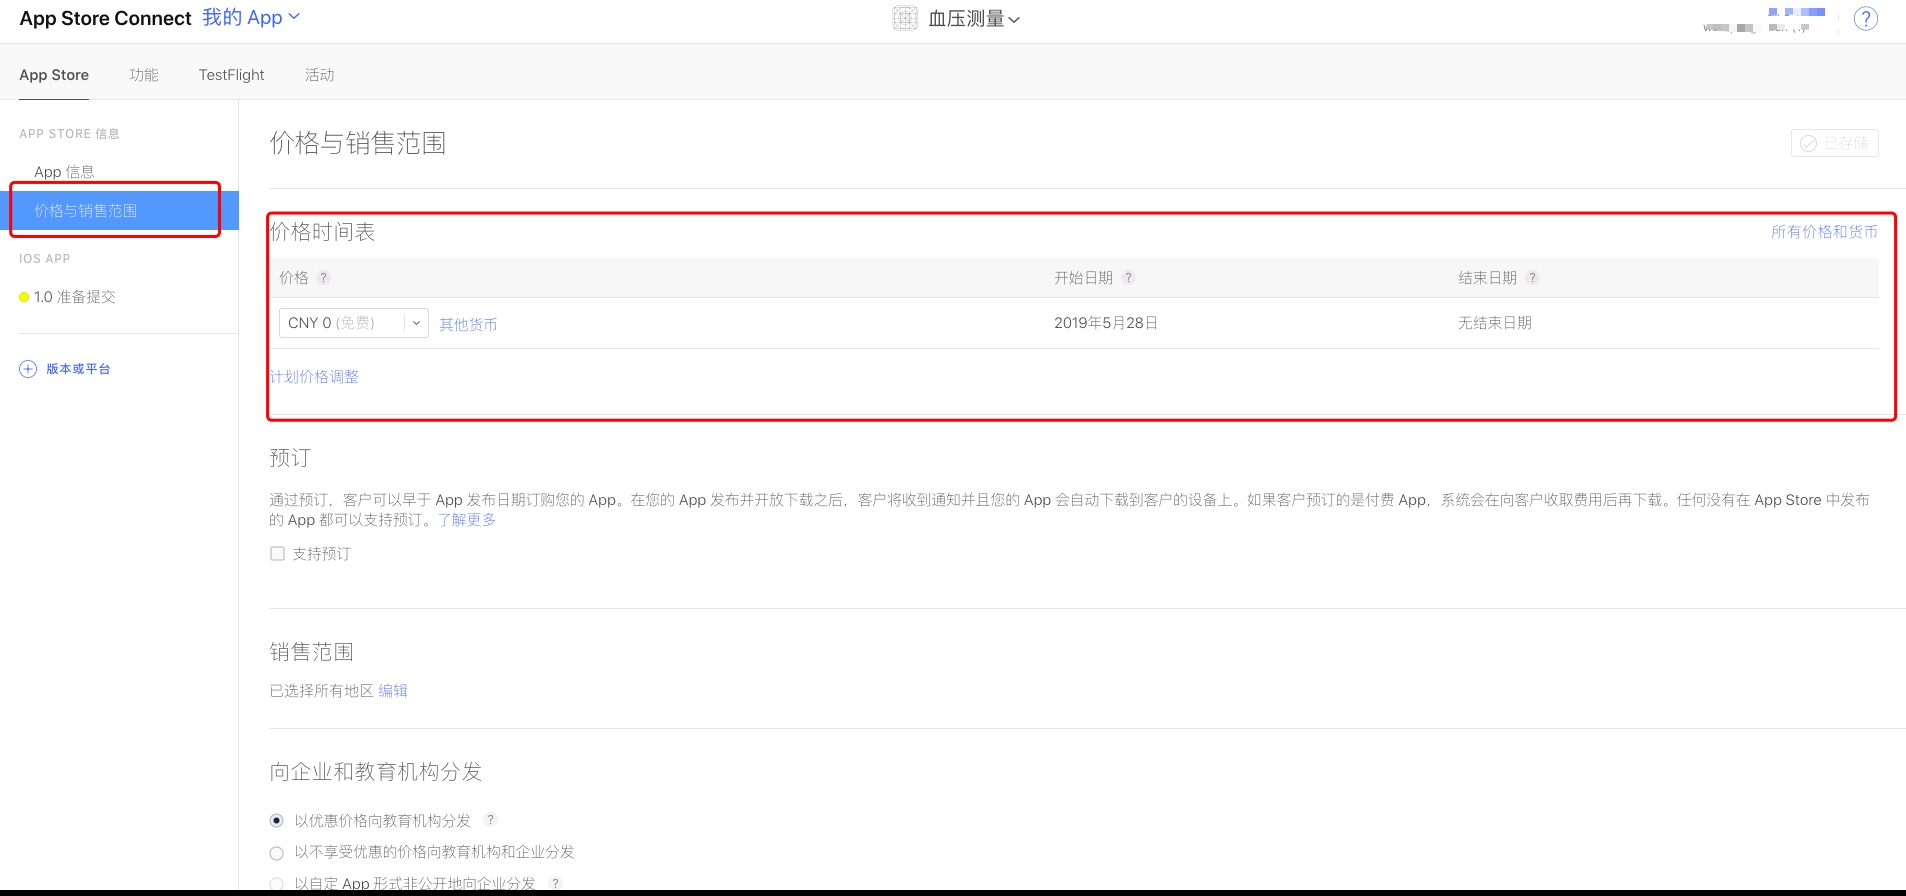 App Store Connect 我的 App
血压测量
?
App Store 功能 TestFlight 活动
APP STORE 信息
App 信息
价格与销售范围
IOS APP
1.0 准备提交
版本或平台
价格与销售范围
已存储
价格时间表
所有价格和货币
价格 ? 开始日期 ? 结束日期 ?
CNY 0 (免费) 其他货币 2019年5月28日 无结束日期
计划价格调整
预订
通过预订，客户可以早于 App 发布日期订购您的 App。在您的 App 发布并开放下载之后，客户将收到通知并且您的 App 会自动下载到客户的设备上。如果客户预订的是付费 App，系统会在向客户收取费用后再下载。任何没有在 App Store 中发布
的 App 都可以支持预订。了解更多
支持预订
销售范围
已选择所有地区 编辑
向企业和教育机构分发
以优惠价格向教育机构分发 ?
以不享受优惠的价格向教育机构和企业分发
以自定 App 形式非公开地向企业分发 ?